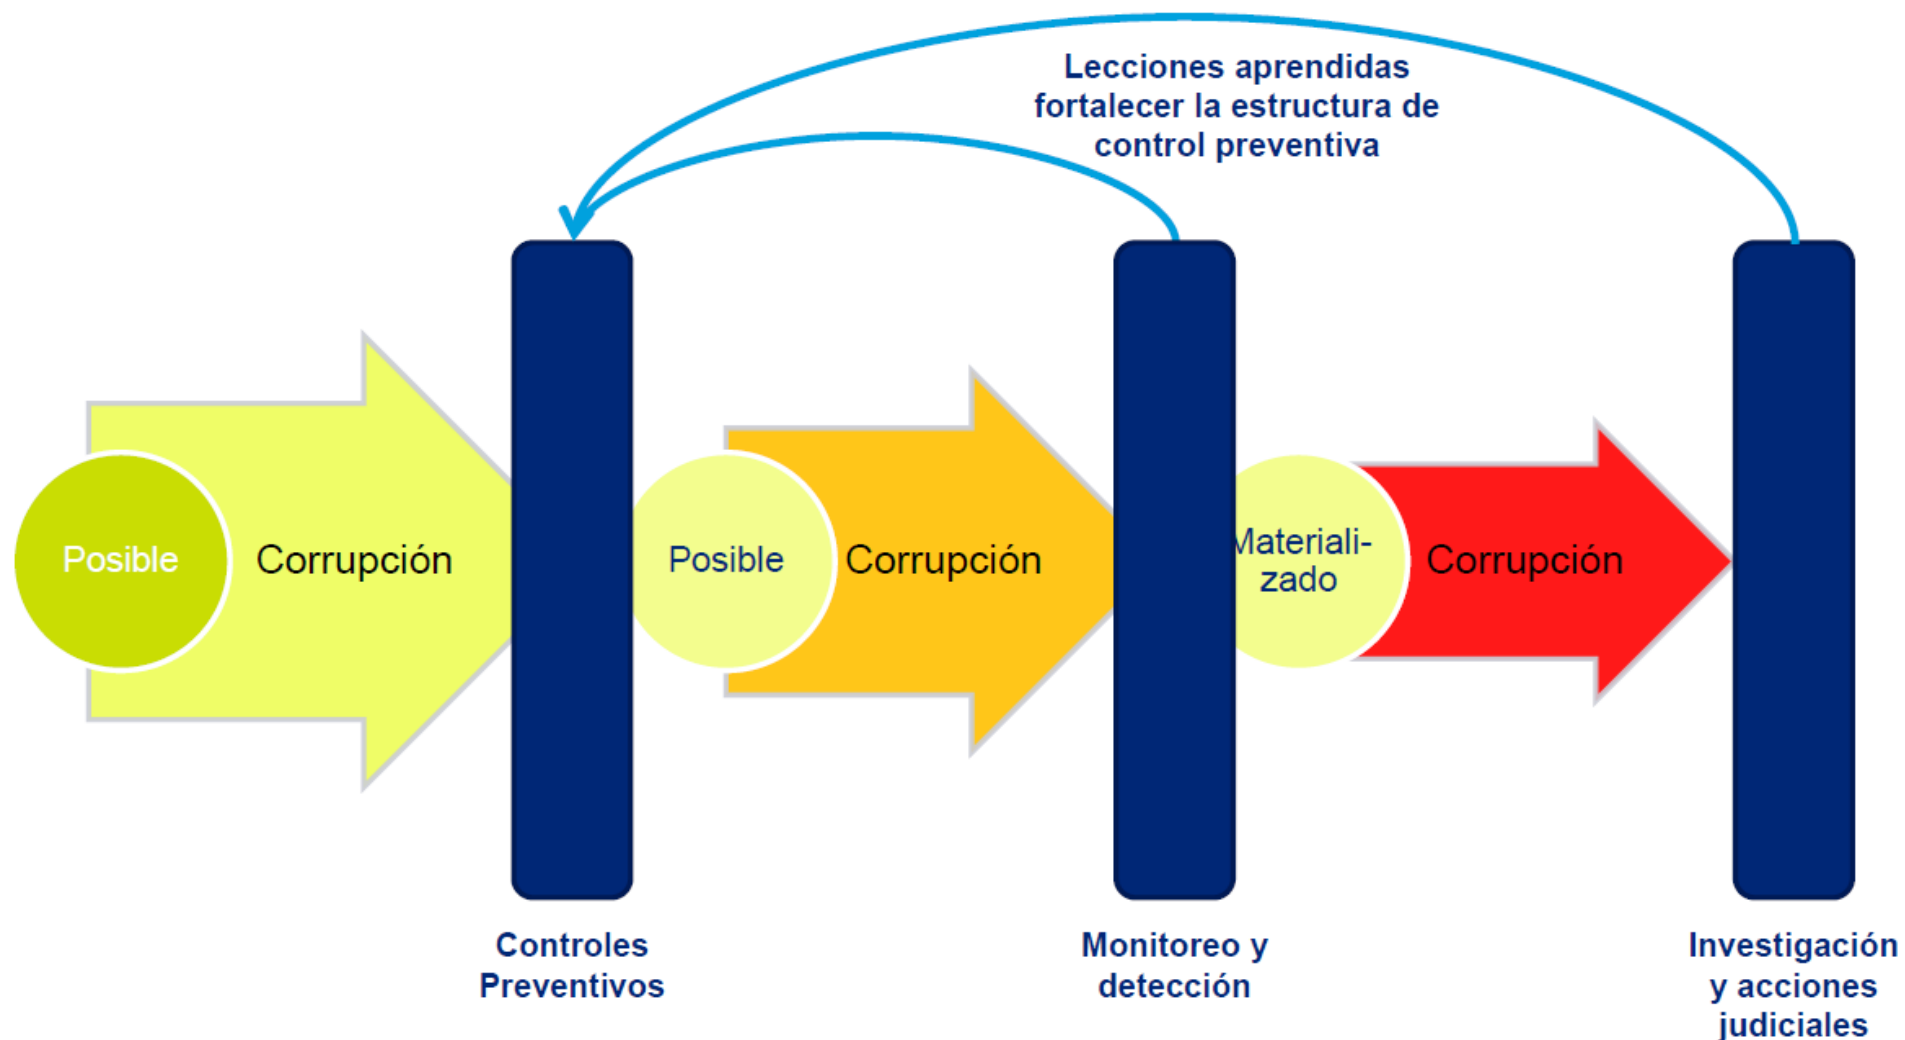 Lecciones aprendidas
fortalecer la estructura de
control preventiva
Posible
Corrupción
Posible
Corrupción
Materiali-
zado
Corrupción
Controles
Preventivos
Monitoreo y
detección
Investigación
y acciones
judiciales